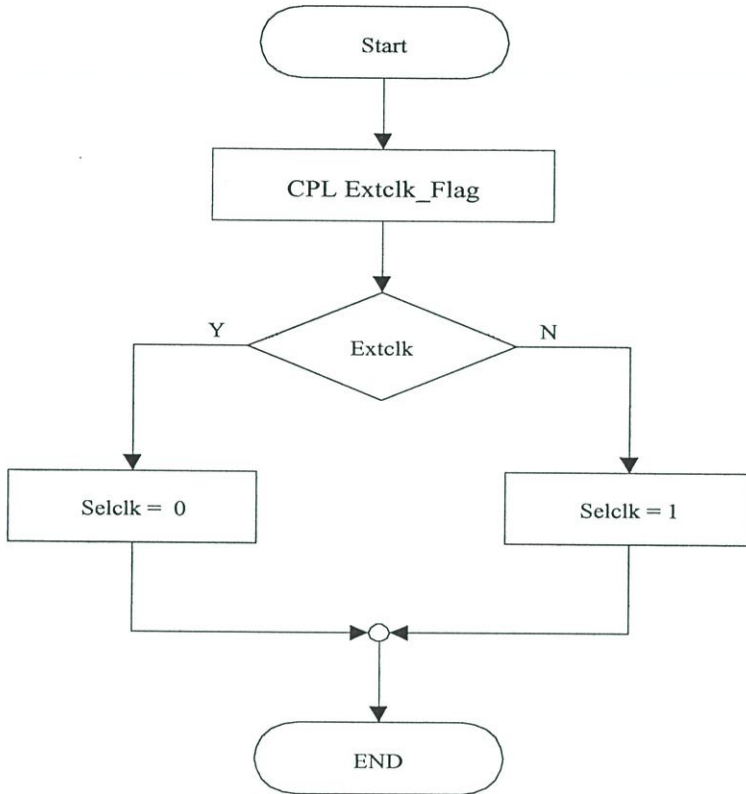 Start
CPL Extclk_Flag
Y
Extclk
N
Selclk = 0
Selclk = 1
END